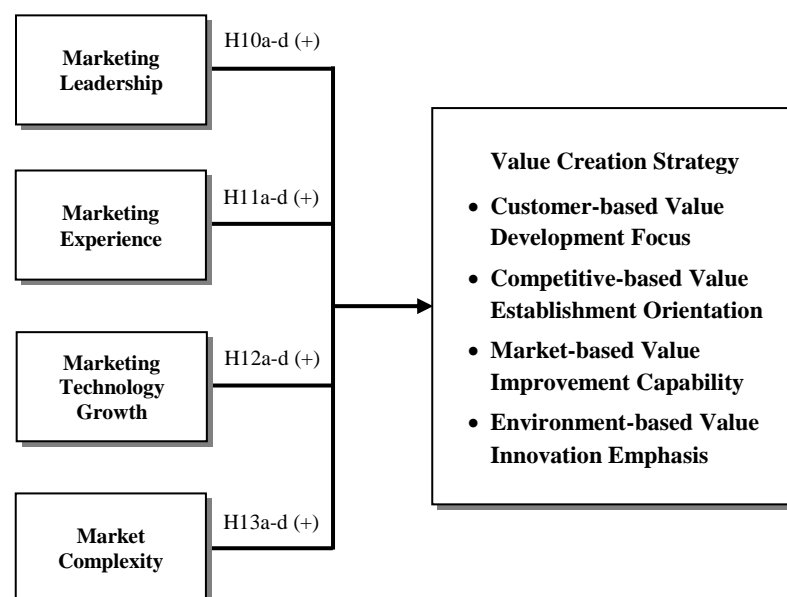 H10a-d (+)
Marketing
Leadership
H11a-d (+)
Marketing
Experience
H12a-d (+)
Marketing
Technology
Growth
H13a-d (+)
Market
Complexity
Value Creation Strategy
• Customer-based Value
Development Focus
• Competitive-based Value
Establishment Orientation
• Market-based Value
Improvement Capability
• Environment-based Value
Innovation Emphasis